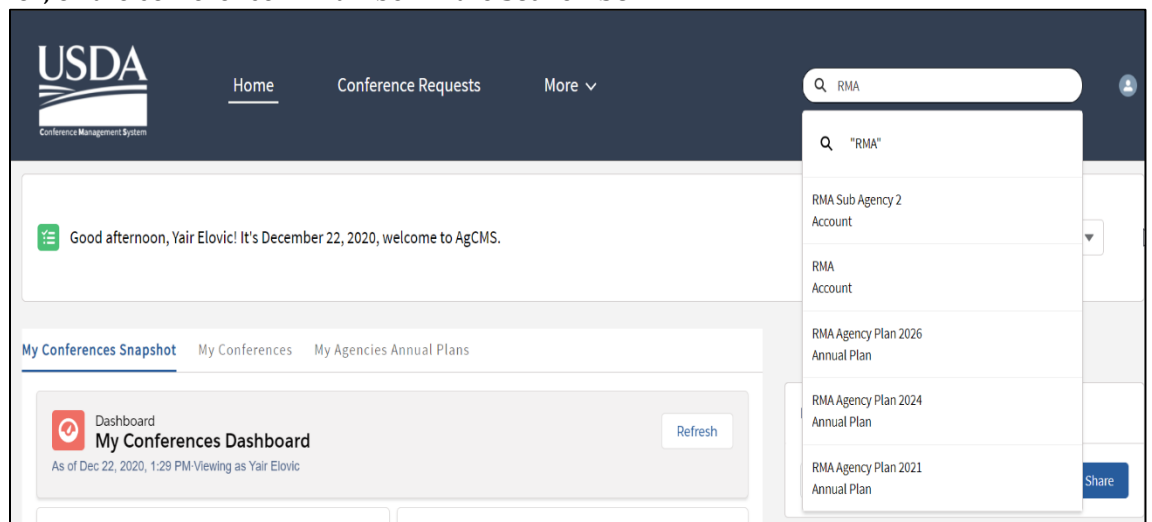 USDA
Conference Management System
Home
Conference Requests
More
RMA
"RMA"
RMA Sub Agency 2
Account
RMA
Account
RMA Agency Plan 2026
Annual Plan
RMA Agency Plan 2024
Annual Plan
RMA Agency Plan 2021
Annual Plan
Good afternoon, Yair Elovic! It's December 22, 2020, welcome to AgCMS.
My Conferences Snapshot
My Conferences
My Agencies Annual Plans
Dashboard
My Conferences Dashboard
As of Dec 22, 2020, 1:29 PM·Viewing as Yair Elovic
Refresh
Share